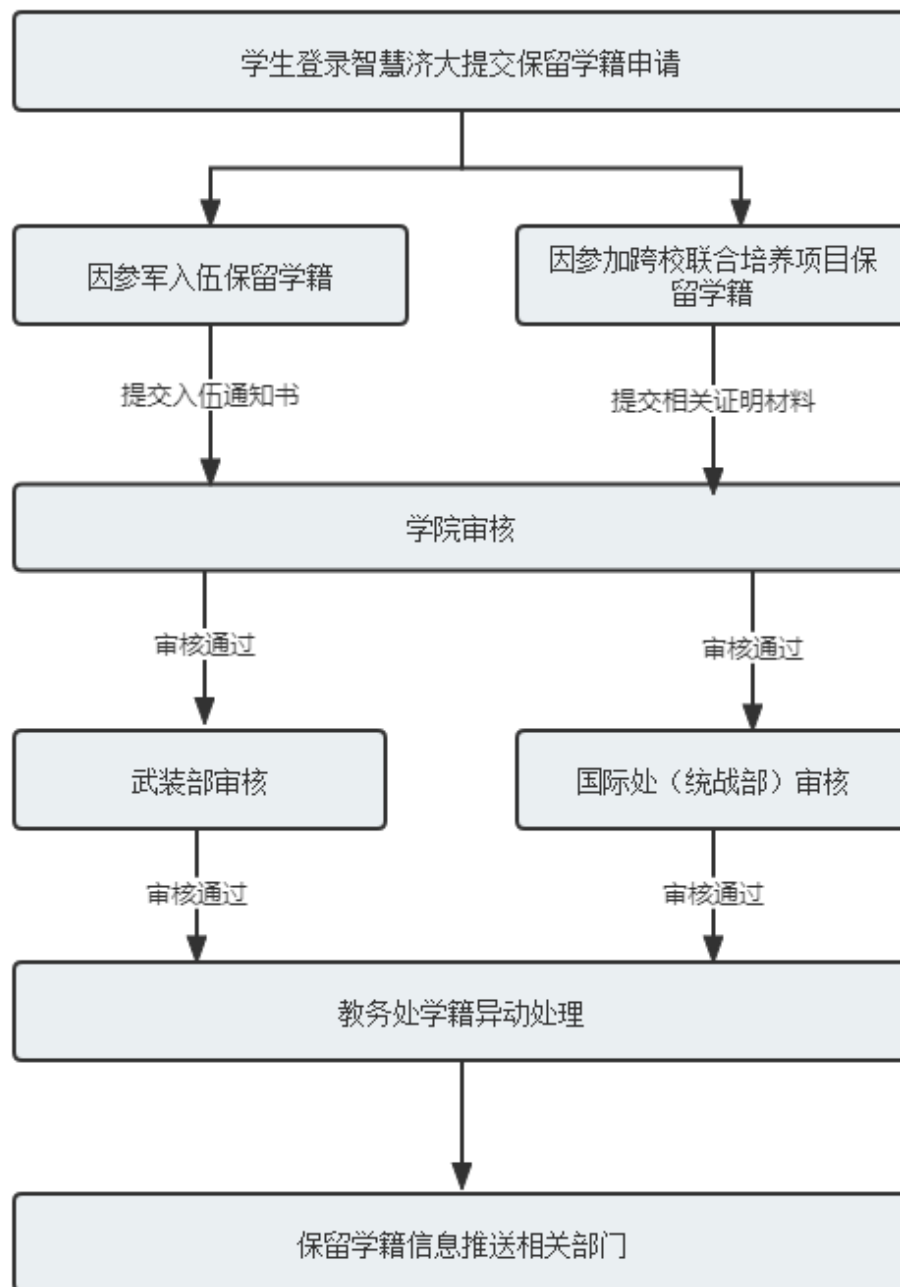 学生登录智慧济大提交保留学籍申请
因参军入伍保留学籍
因参加跨校联合培养项目保
留学籍
提交入伍通知书
提交相关证明材料
学院审核
审核通过
审核通过
武装部审核
国际处（统战部）审核
审核通过
审核通过
教务处学籍异动处理
保留学籍信息推送相关部门